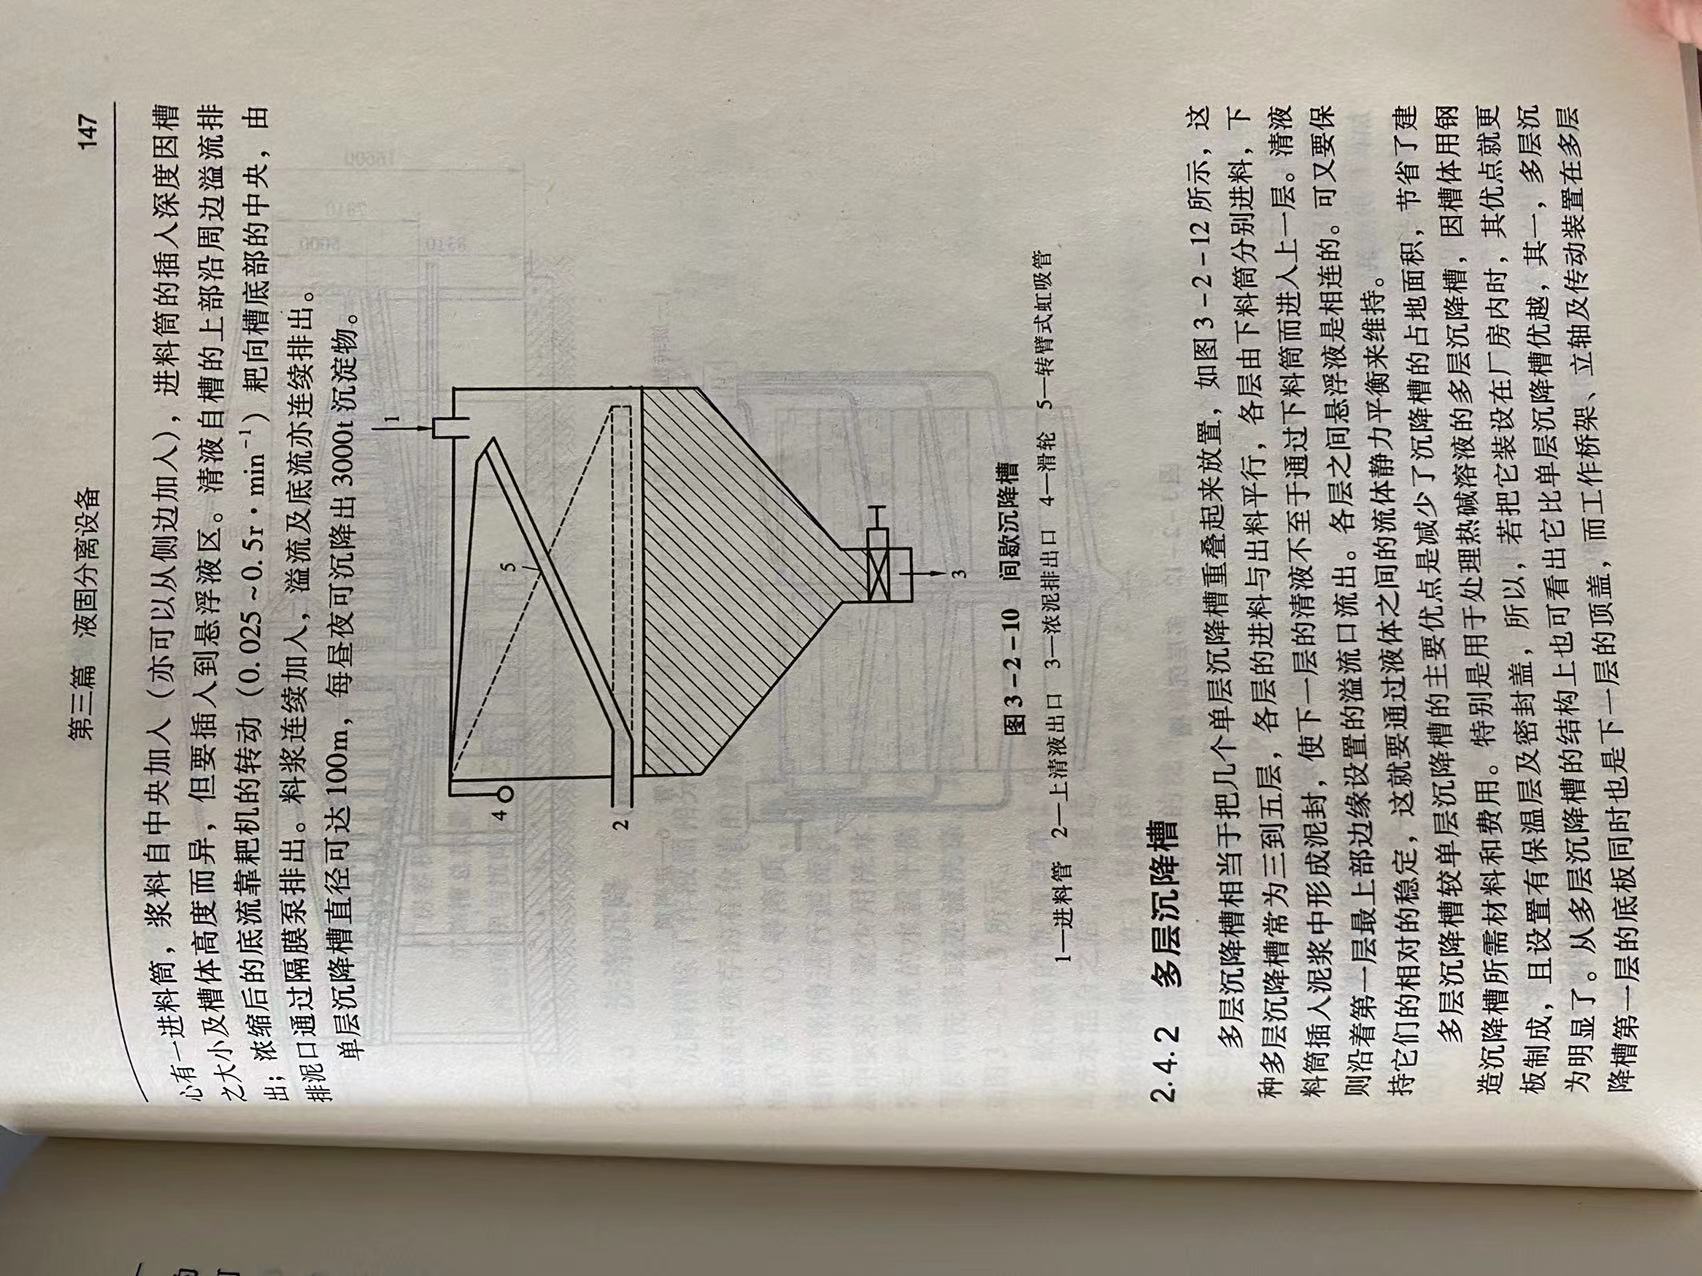 第三篇 液固分离设备 147
心有一进料筒，浆料自中央加入（亦可以从侧边加入），进料筒的插入深度因槽
之大小及槽体高度而异，但要插入到悬浮液区。清液自槽的上部沿周边溢流排
出；浓缩后的底流靠耙机的转动（0.025～0.5r·min⁻¹）耙向槽底部的中央，由
排泥口通过隔膜泵排出。料浆连续加入，溢流及底流亦连续排出。
单层沉降槽直径可达 100m，每昼夜可沉降出 3000t 沉淀物。
1
5
4
2
3
图 3－2－10 间歇沉降槽
1—进料管 2—上清液出口 3—浓泥排出口 4—滑轮 5—转臂式虹吸管
2.4.2 多层沉降槽
多层沉降槽相当于把几个单层沉降槽重叠起来放置，如图 3－2－12 所示，这
种多层沉降槽常为三到五层，各层的进料与出料平行，各层由下料筒分别进料，下
料筒插入泥浆中形成泥封，使下一层的清液不至于通过下料筒而进入上一层。清液
则沿着第一层最上部边缘设置的溢流口流出。各层之间悬浮液是相连的。可又要保
持它们的相对的稳定，这就要通过液体之间的流体静力平衡来维持。
多层沉降槽较单层沉降槽的主要优点是减少了沉降槽的占地面积，节省了建
造沉降槽所需材料和费用。特别是用于处理热碱溶液的多层沉降槽，因槽体用钢
板制成，且设置有保温层及密封盖，所以，若把它装设在厂房内时，其优点就更
为明显了。从多层沉降槽的结构上也可看出它比单层沉降槽优越，其一，多层沉
降槽第一层的底板同时也是下一层的顶盖，而工作桥架、立轴及传动装置在多层